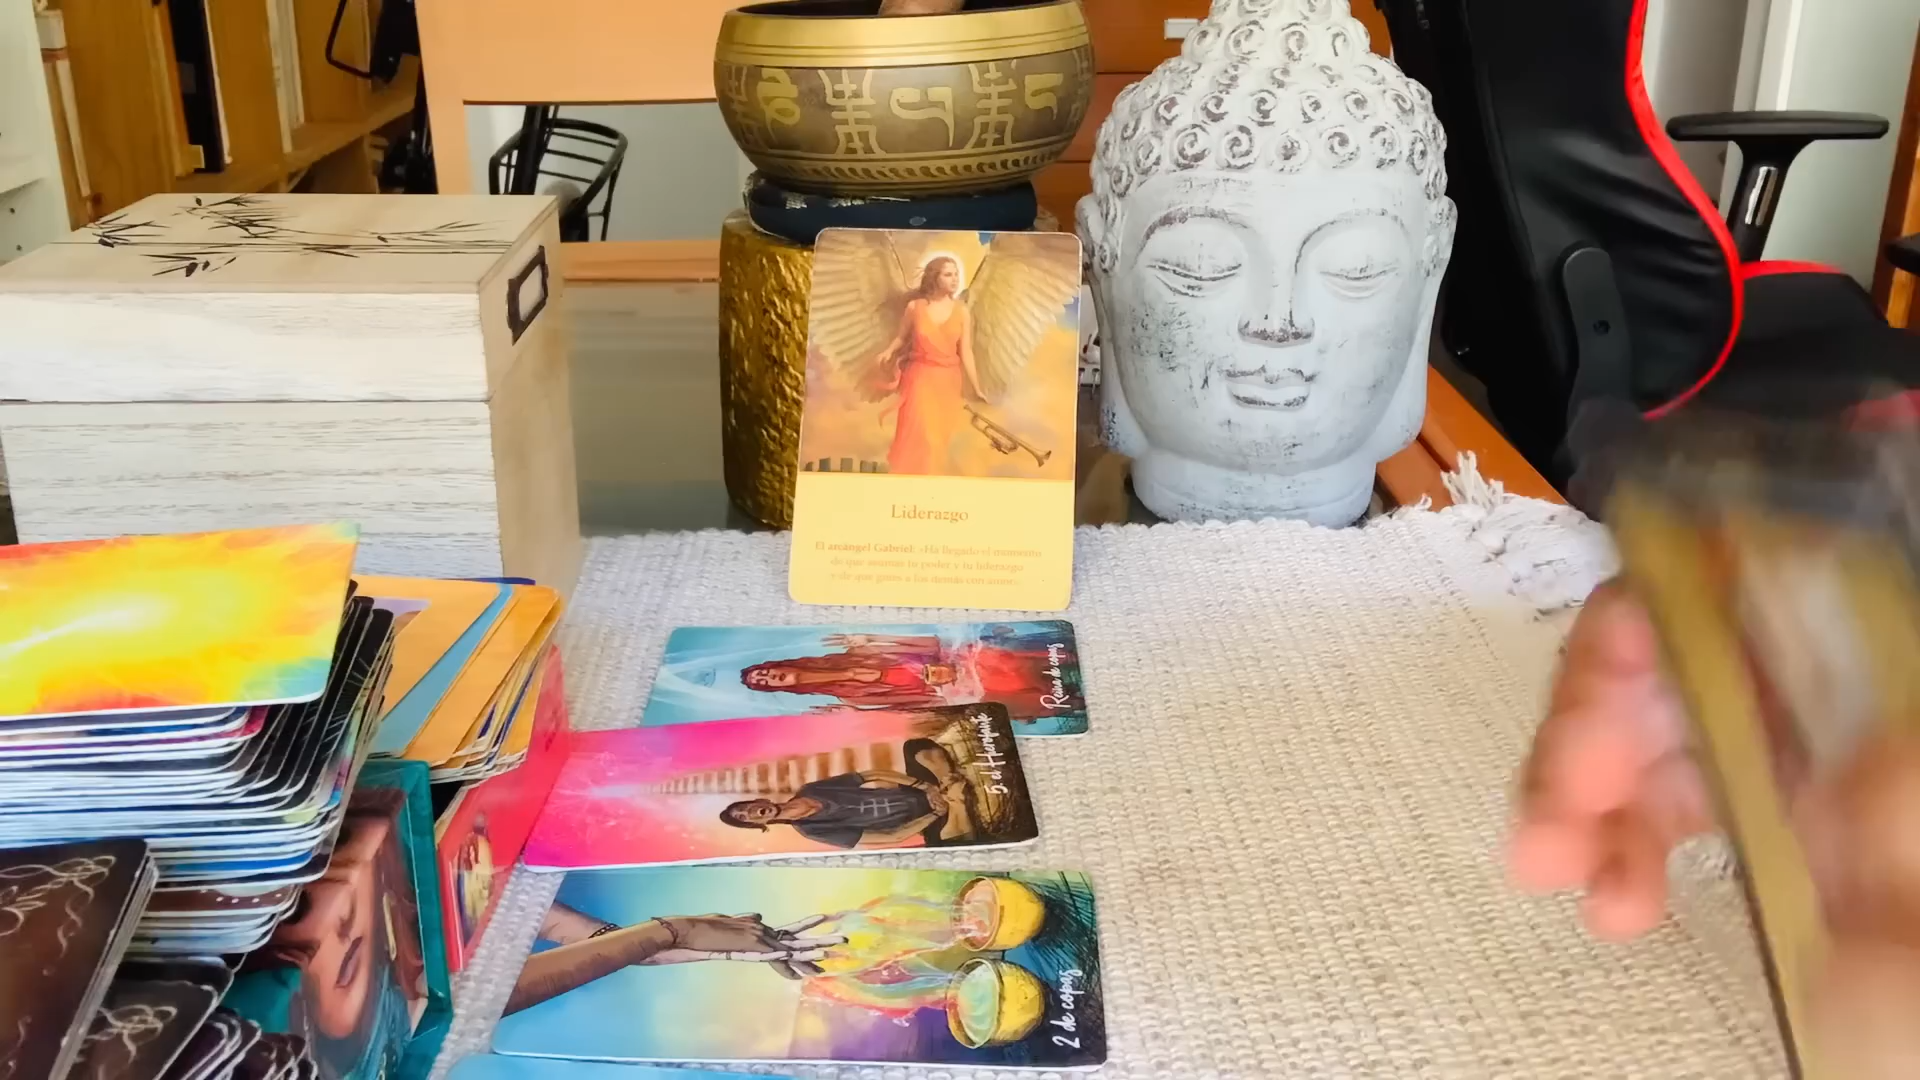 Liderazgo
El arcángel Gabriel: «Ha llegado el momento
de que asumas tu poder y tu liderazgo
y de que guíes a los demás con amor».
Reina de copas
5. el Hierofante
2 de copas